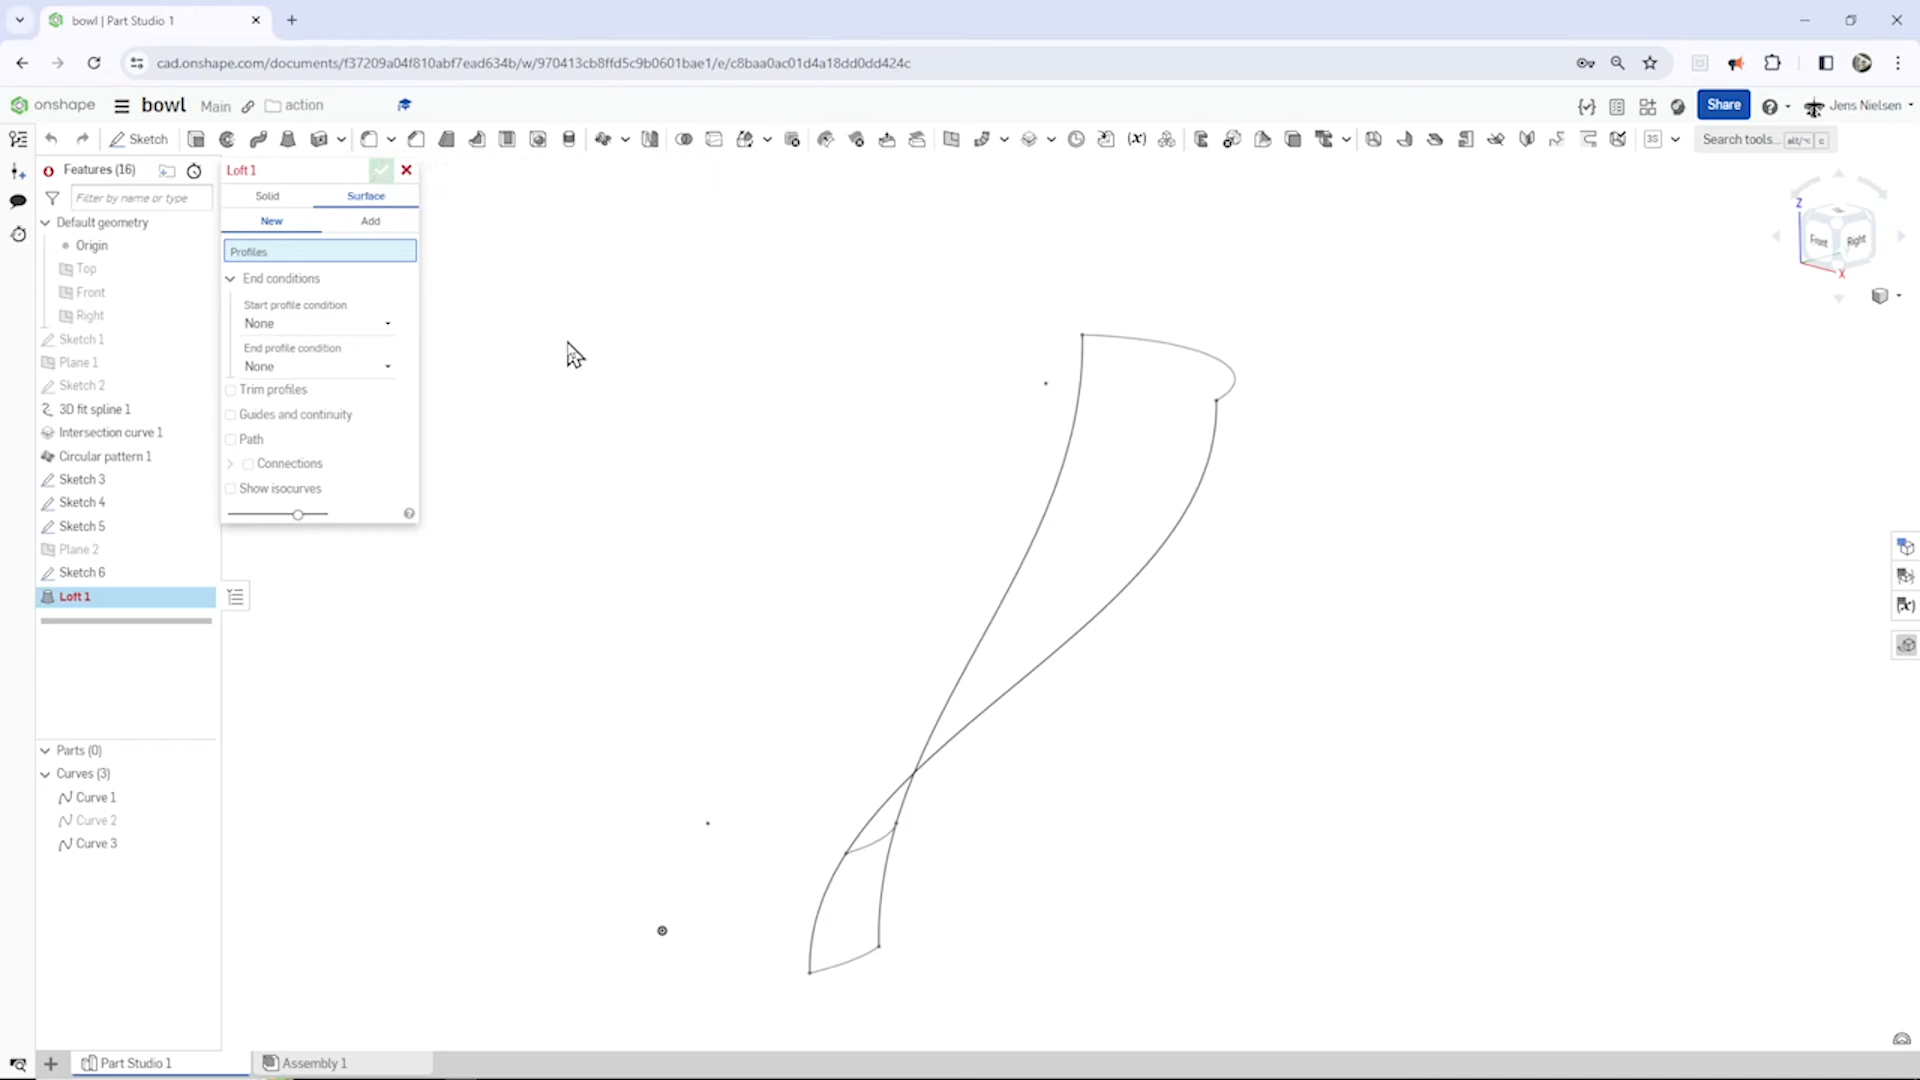 bowl | Part Studio 1
cad.onshape.com/documents/f37209a04f810abf7ead634b/w/970413cb8ffd5c9b0601bae1/e/c8baa0ac01d4a18dd0dd424c
onshape
bowl
Main
action
Share
Jens Nielsen
Sketch
3S
Search tools...
alt/⌥
c
Features (16)
Filter by name or type
Default geometry
Origin
Top
Front
Right
Sketch 1
Plane 1
Sketch 2
3D fit spline 1
Intersection curve 1
Circular pattern 1
Sketch 3
Sketch 4
Sketch 5
Plane 2
Sketch 6
Loft 1
Parts (0)
Curves (3)
Curve 1
Curve 2
Curve 3
Loft 1
Solid
Surface
New
Add
Profiles
End conditions
Start profile condition
None
End profile condition
None
Trim profiles
Guides and continuity
Path
Connections
Show isocurves
Z
Front
Right
X
Part Studio 1
Assembly 1